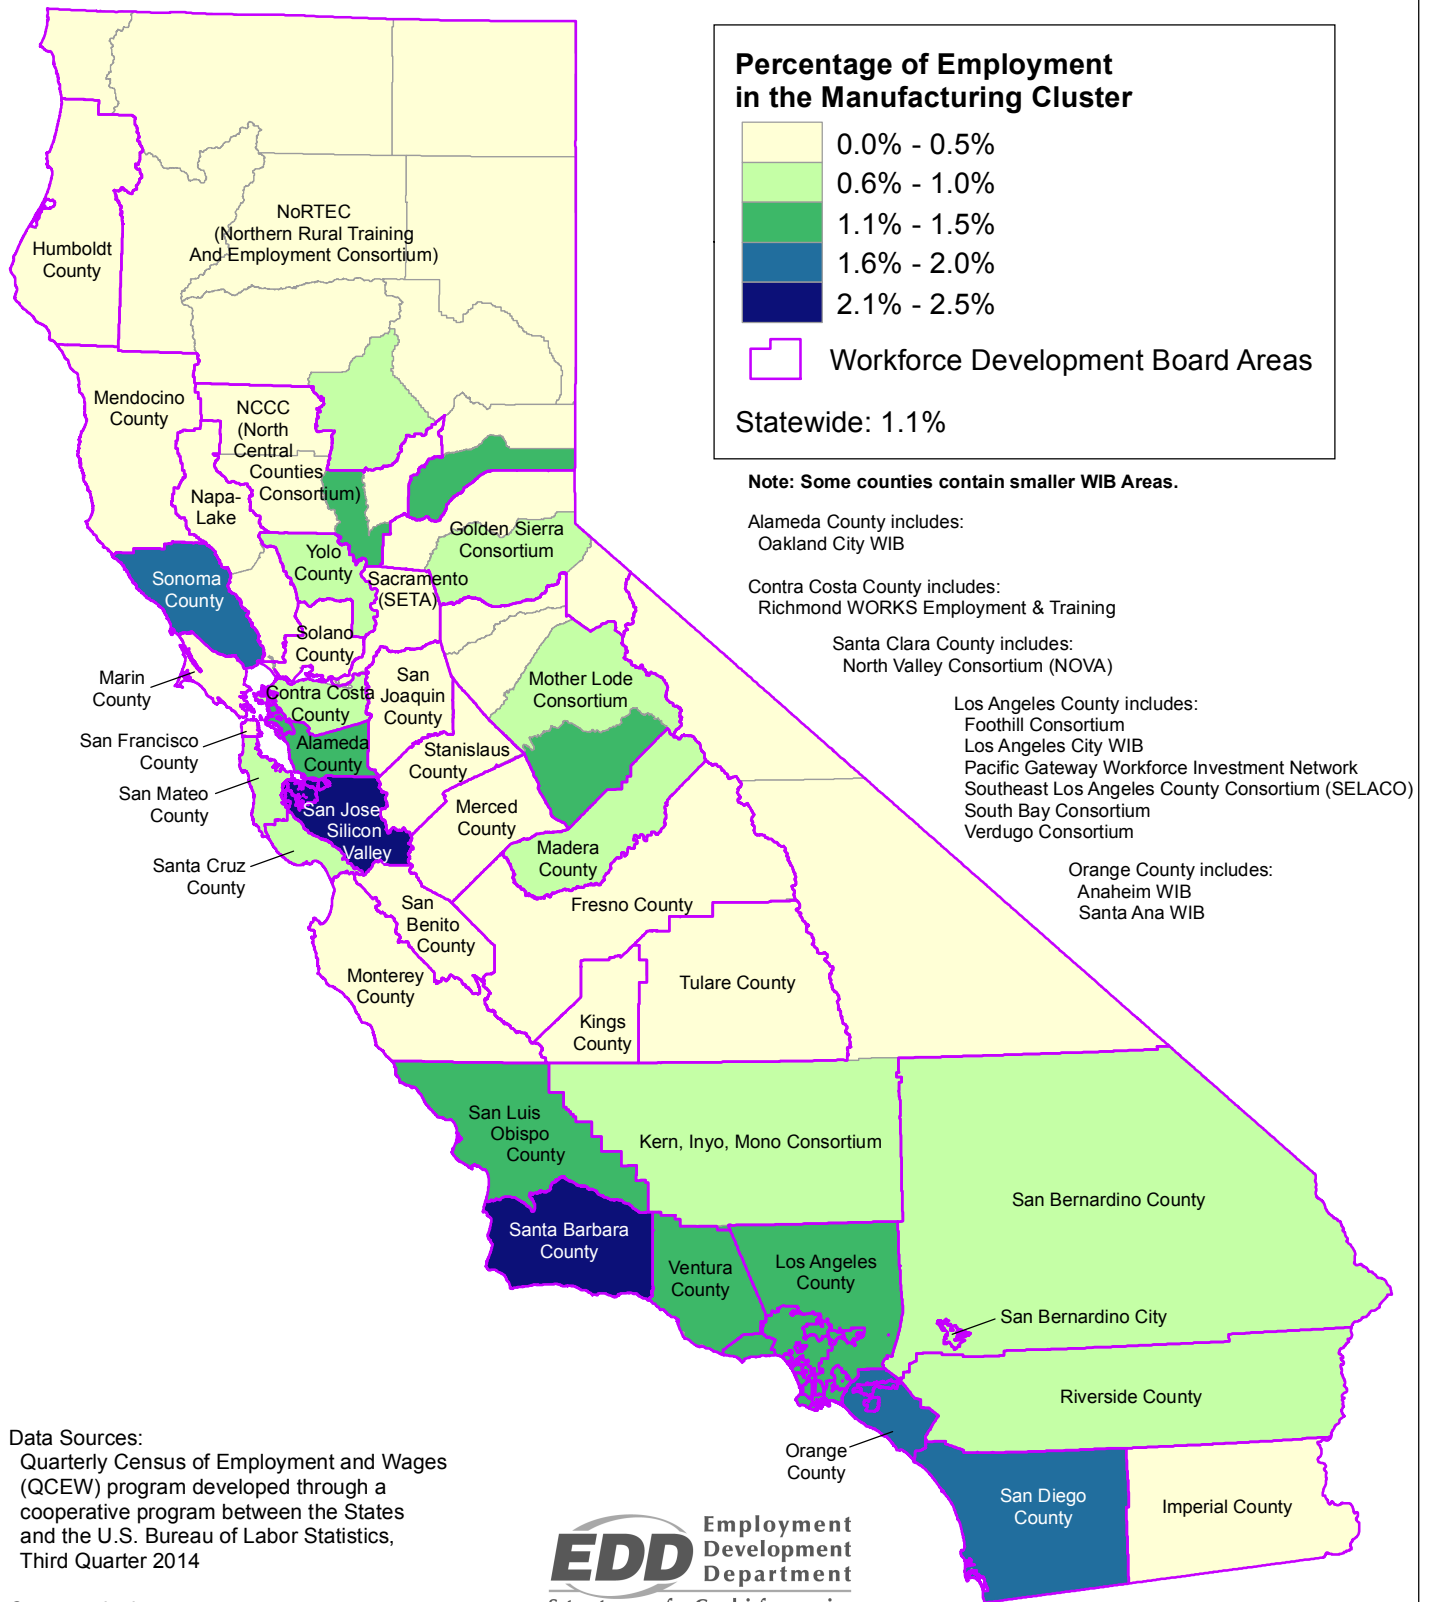 Percentage of Employment
in the Manufacturing Cluster
0.0% - 0.5%
0.6% - 1.0%
1.1% - 1.5%
1.6% - 2.0%
2.1% - 2.5%
Workforce Development Board Areas
Statewide: 1.1%
Note: Some counties contain smaller WIB Areas.
Alameda County includes:
Oakland City WIB
Contra Costa County includes:
Richmond WORKS Employment & Training
Santa Clara County includes:
North Valley Consortium (NOVA)
Los Angeles County includes:
Foothill Consortium
Los Angeles City WIB
Pacific Gateway Workforce Investment Network
Southeast Los Angeles County Consortium (SELACO)
South Bay Consortium
Verdugo Consortium
Orange County includes:
Anaheim WIB
Santa Ana WIB
NoRTEC
(Northern Rural Training
And Employment Consortium)
Humboldt
County
Mendocino
County
NCCC
(North
Central
Counties
Consortium)
Napa-
Lake
Golden Sierra
Consortium
Yolo
County
Sonoma
County
Sacramento
(SETA)
Solano
County
Marin
County
Contra Costa
County
San
Joaquin
County
Mother Lode
Consortium
San Francisco
County
Alameda
County
Stanislaus
County
San Mateo
County
San Jose
Silicon
Valley
Merced
County
Santa Cruz
County
Madera
County
San
Benito
County
Fresno County
Monterey
County
Tulare County
Kings
County
San Luis
Obispo
County
Kern, Inyo, Mono Consortium
San Bernardino County
Santa Barbara
County
Ventura
County
Los Angeles
County
San Bernardino City
Riverside County
Orange
County
San Diego
County
Imperial County
Data Sources:
Quarterly Census of Employment and Wages
(QCEW) program developed through a
cooperative program between the States
and the U.S. Bureau of Labor Statistics,
Third Quarter 2014
EDD
Employment
Development
Department